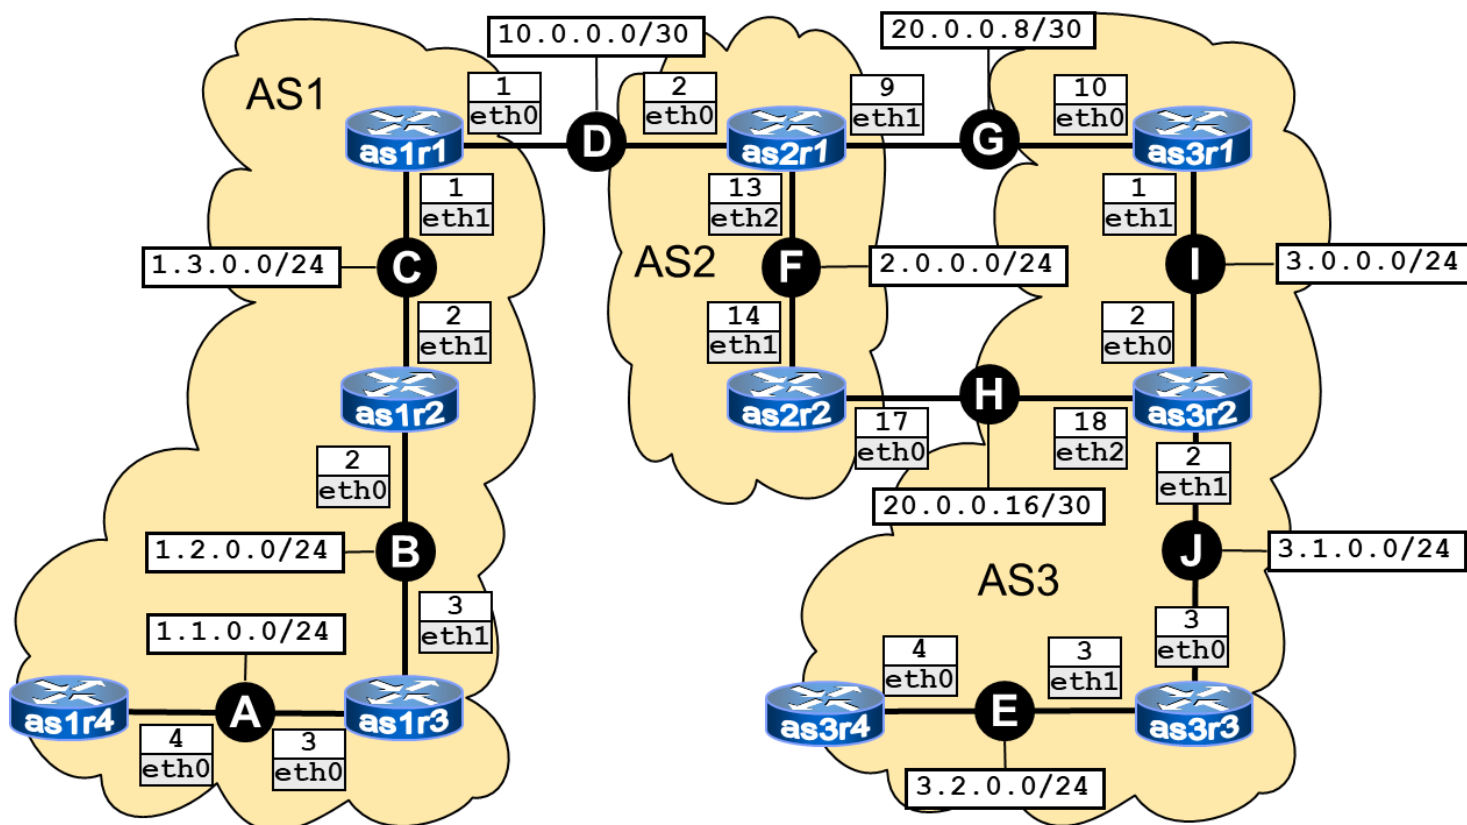 10.0.0.0/30
20.0.0.8/30
AS1
1
eth0
2
eth0
9
eth1
10
eth0
D
G
as1r1
as2r1
as3r1
1
eth1
13
eth2
1
eth1
1.3.0.0/24
C
AS2
F
2.0.0.0/24
I
3.0.0.0/24
2
eth1
14
eth1
2
eth0
as1r2
as2r2
H
as3r2
17
eth0
18
eth2
2
eth0
2
eth1
20.0.0.16/30
1.2.0.0/24
B
J
3.1.0.0/24
AS3
1.1.0.0/24
3
eth1
3
eth0
4
eth0
3
eth1
as1r4
A
as1r3
as3r4
E
as3r3
4
eth0
3
eth0
3.2.0.0/24